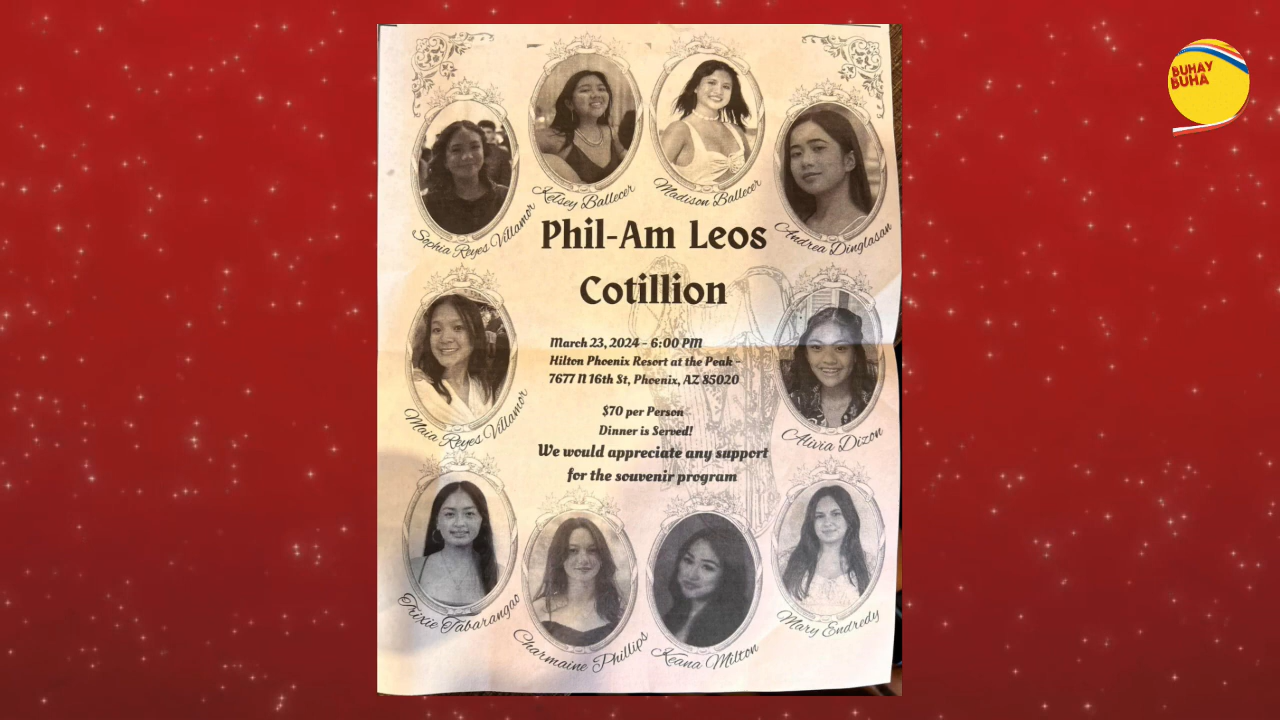 BUHAY
BUHA
Kelsey Ballecer
Madison Ballecer
Sophia Reyes Villamor
Andrea Dinglasan
Phil-Am Leos
Cotillion
March 23, 2024 - 6:00 PM
Hilton Phoenix Resort at the Peak -
7677 N 16th St, Phoenix, AZ 85020
$70 per Person
Dinner is Served!
We would appreciate any support
for the souvenir program
Maia Reyes Villamor
Alivia Dizon
Trixie Tabarangao
Charmaine Phillips
Keana Milton
Mary Endredy